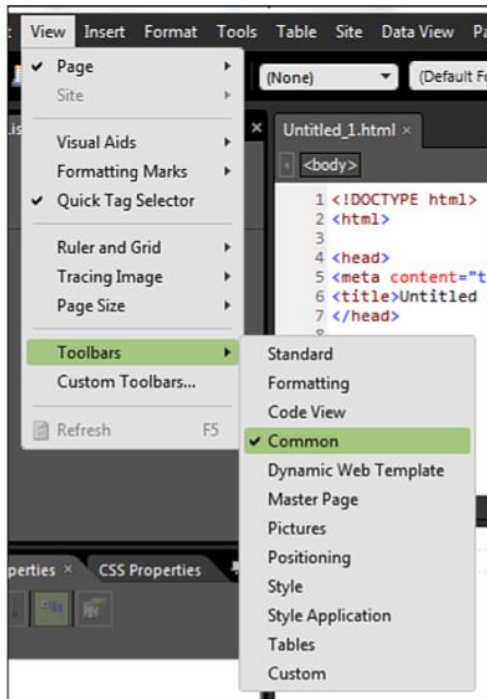 View Insert Format Tools Table Site Data View
Page
Site
(None) (Default
Visual Aids
Formatting Marks
Quick Tag Selector
Untitled_1.html ×
<body>
Ruler and Grid
Tracing Image
Page Size
1 <!DOCTYPE html>
2 <html>
3
4 <head>
5 <meta content="t
6 <title>Untitled
7 </head>
Toolbars
Custom Toolbars...
Refresh F5
Standard
Formatting
Code View
Common
Dynamic Web Template
Master Page
Pictures
Positioning
Style
Style Application
Tables
Custom
perties × CSS Properties